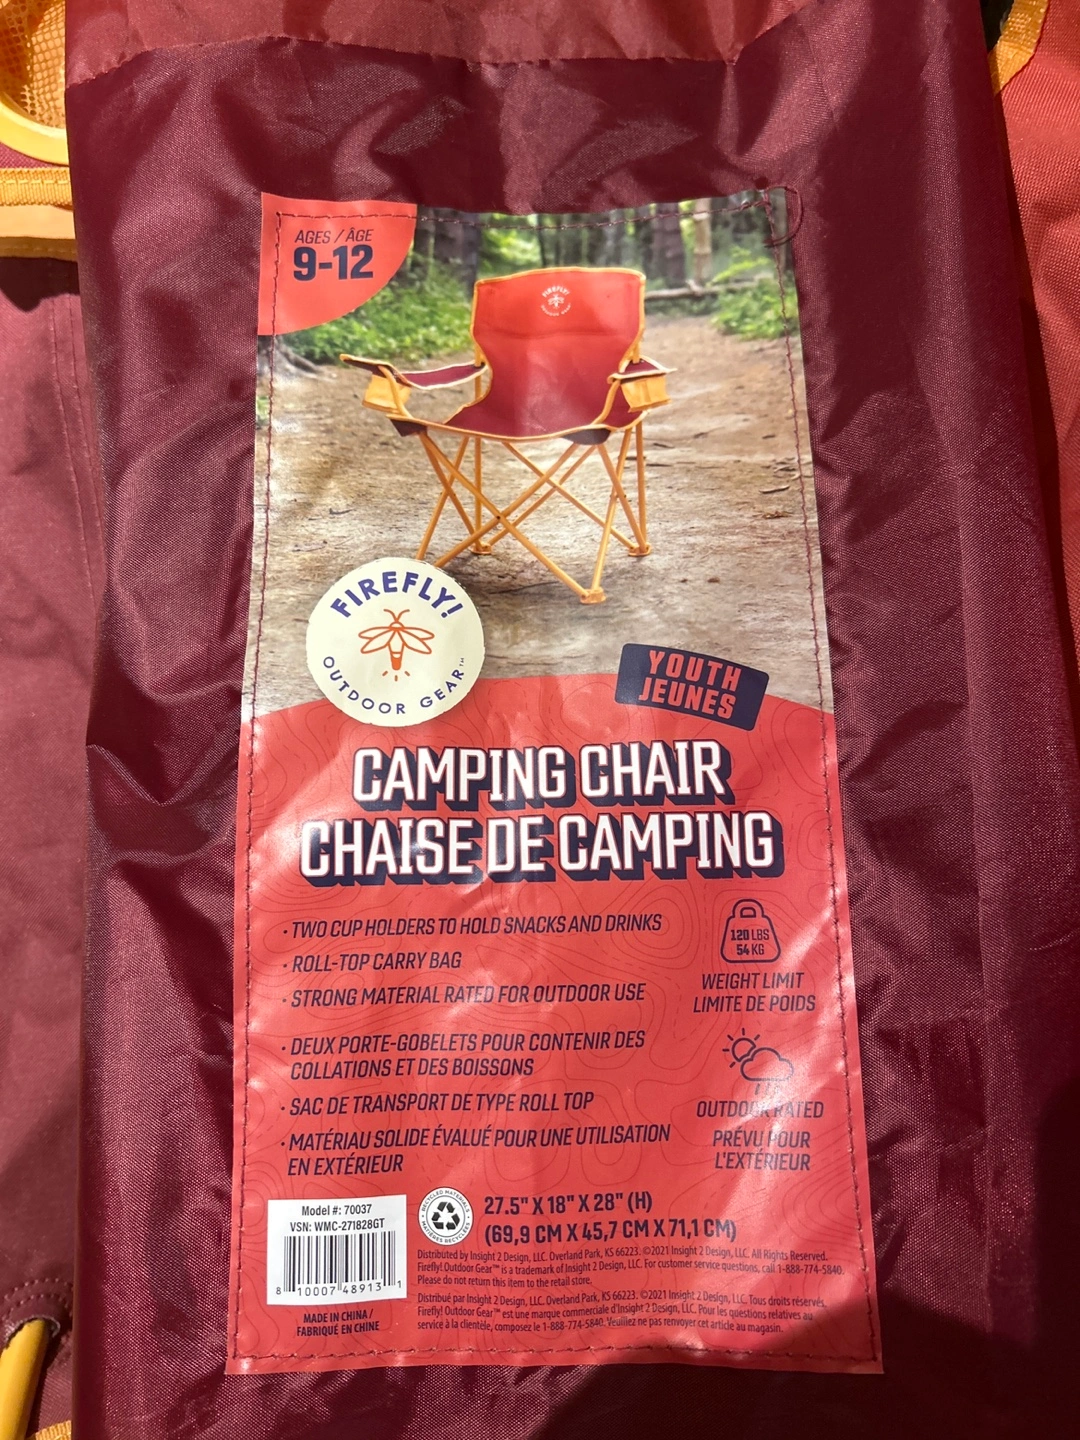 AGES / ÂGE
9-12
FIREFLY!
FIREFLY!
OUTDOOR GEAR™
YOUTH
JEUNES
CAMPING CHAIR
CHAISE DE CAMPING
· TWO CUP HOLDERS TO HOLD SNACKS AND DRINKS
· ROLL-TOP CARRY BAG
· STRONG MATERIAL RATED FOR OUTDOOR USE
· DEUX PORTE-GOBELETS POUR CONTENIR DES
COLLATIONS ET DES BOISSONS
· SAC DE TRANSPORT DE TYPE ROLL TOP
· MATÉRIAU SOLIDE ÉVALUÉ POUR UNE UTILISATION
EN EXTÉRIEUR
120 LBS
54 KG
WEIGHT LIMIT
LIMITE DE POIDS
OUTDOOR RATED
PRÉVU POUR
L'EXTÉRIEUR
Model #: 70037
VSN: WMC-271828GT
8 10007 48913 1
MADE IN CHINA /
FABRIQUÉ EN CHINE
RECYCLED MATERIALS
MATIÈRES RECYCLÉES
27.5" X 18" X 28" (H)
(69,9 CM X 45,7 CM X 71,1 CM)
Distributed by Insight 2 Design, LLC. Overland Park, KS 66223. ©2021 Insight 2 Design, LLC. All Rights Reserved.
Firefly! Outdoor Gear™ is a trademark of Insight 2 Design, LLC. For customer service questions, call 1-888-774-5840.
Please do not return this item to the retail store.
Distribué par Insight 2 Design, LLC. Overland Park, KS 66223. ©2021 Insight 2 Design, LLC. Tous droits réservés.
Firefly! Outdoor Gear™ est une marque commerciale d'Insight 2 Design, LLC. Pour les questions relatives au
service à la clientèle, composez le 1-888-774-5840. Veuillez ne pas renvoyer cet article au magasin.